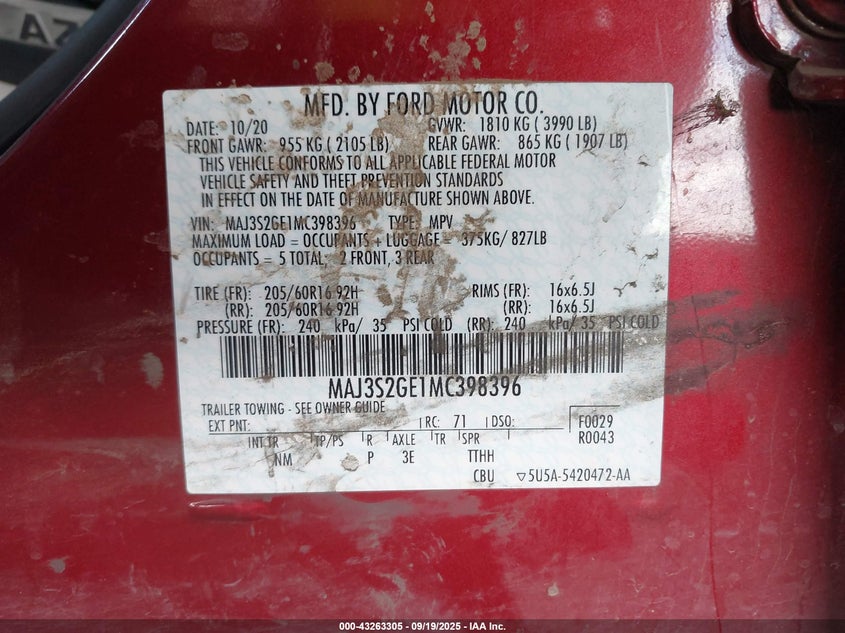 AZ
MFD. BY FORD MOTOR CO.
DATE: 10/20 GVWR: 1810 KG ( 3990 LB)
FRONT GAWR: 955 KG ( 2105 LB) REAR GAWR: 865 KG ( 1907 LB)
THIS VEHICLE CONFORMS TO ALL APPLICABLE FEDERAL MOTOR
VEHICLE SAFETY AND THEFT PREVENTION STANDARDS
IN EFFECT ON THE DATE OF MANUFACTURE SHOWN ABOVE.
VIN: MAJ3S2GE1MC398396 TYPE: MPV
MAXIMUM LOAD = OCCUPANTS + LUGGAGE = 375KG/ 827LB
OCCUPANTS = 5 TOTAL, 2 FRONT, 3 REAR
TIRE (FR): 205/60R16 92H RIMS (FR): 16x6.5J
(RR): 205/60R16 92H (RR): 16x6.5J
PRESSURE (FR): 240 kPa/ 35 PSI COLD (RR): 240 kPa/ 35 PSI COLD
MAJ3S2GE1MC398396
TRAILER TOWING - SEE OWNER GUIDE
EXT PNT: RC: 71 DSO: F0029
R0043
INT TR TP/PS R AXLE TR SPR
NM P 3E TTHH
CBU ▽5U5A-5420472-AA
000-43263305 - 09/19/2025 - IAA Inc.